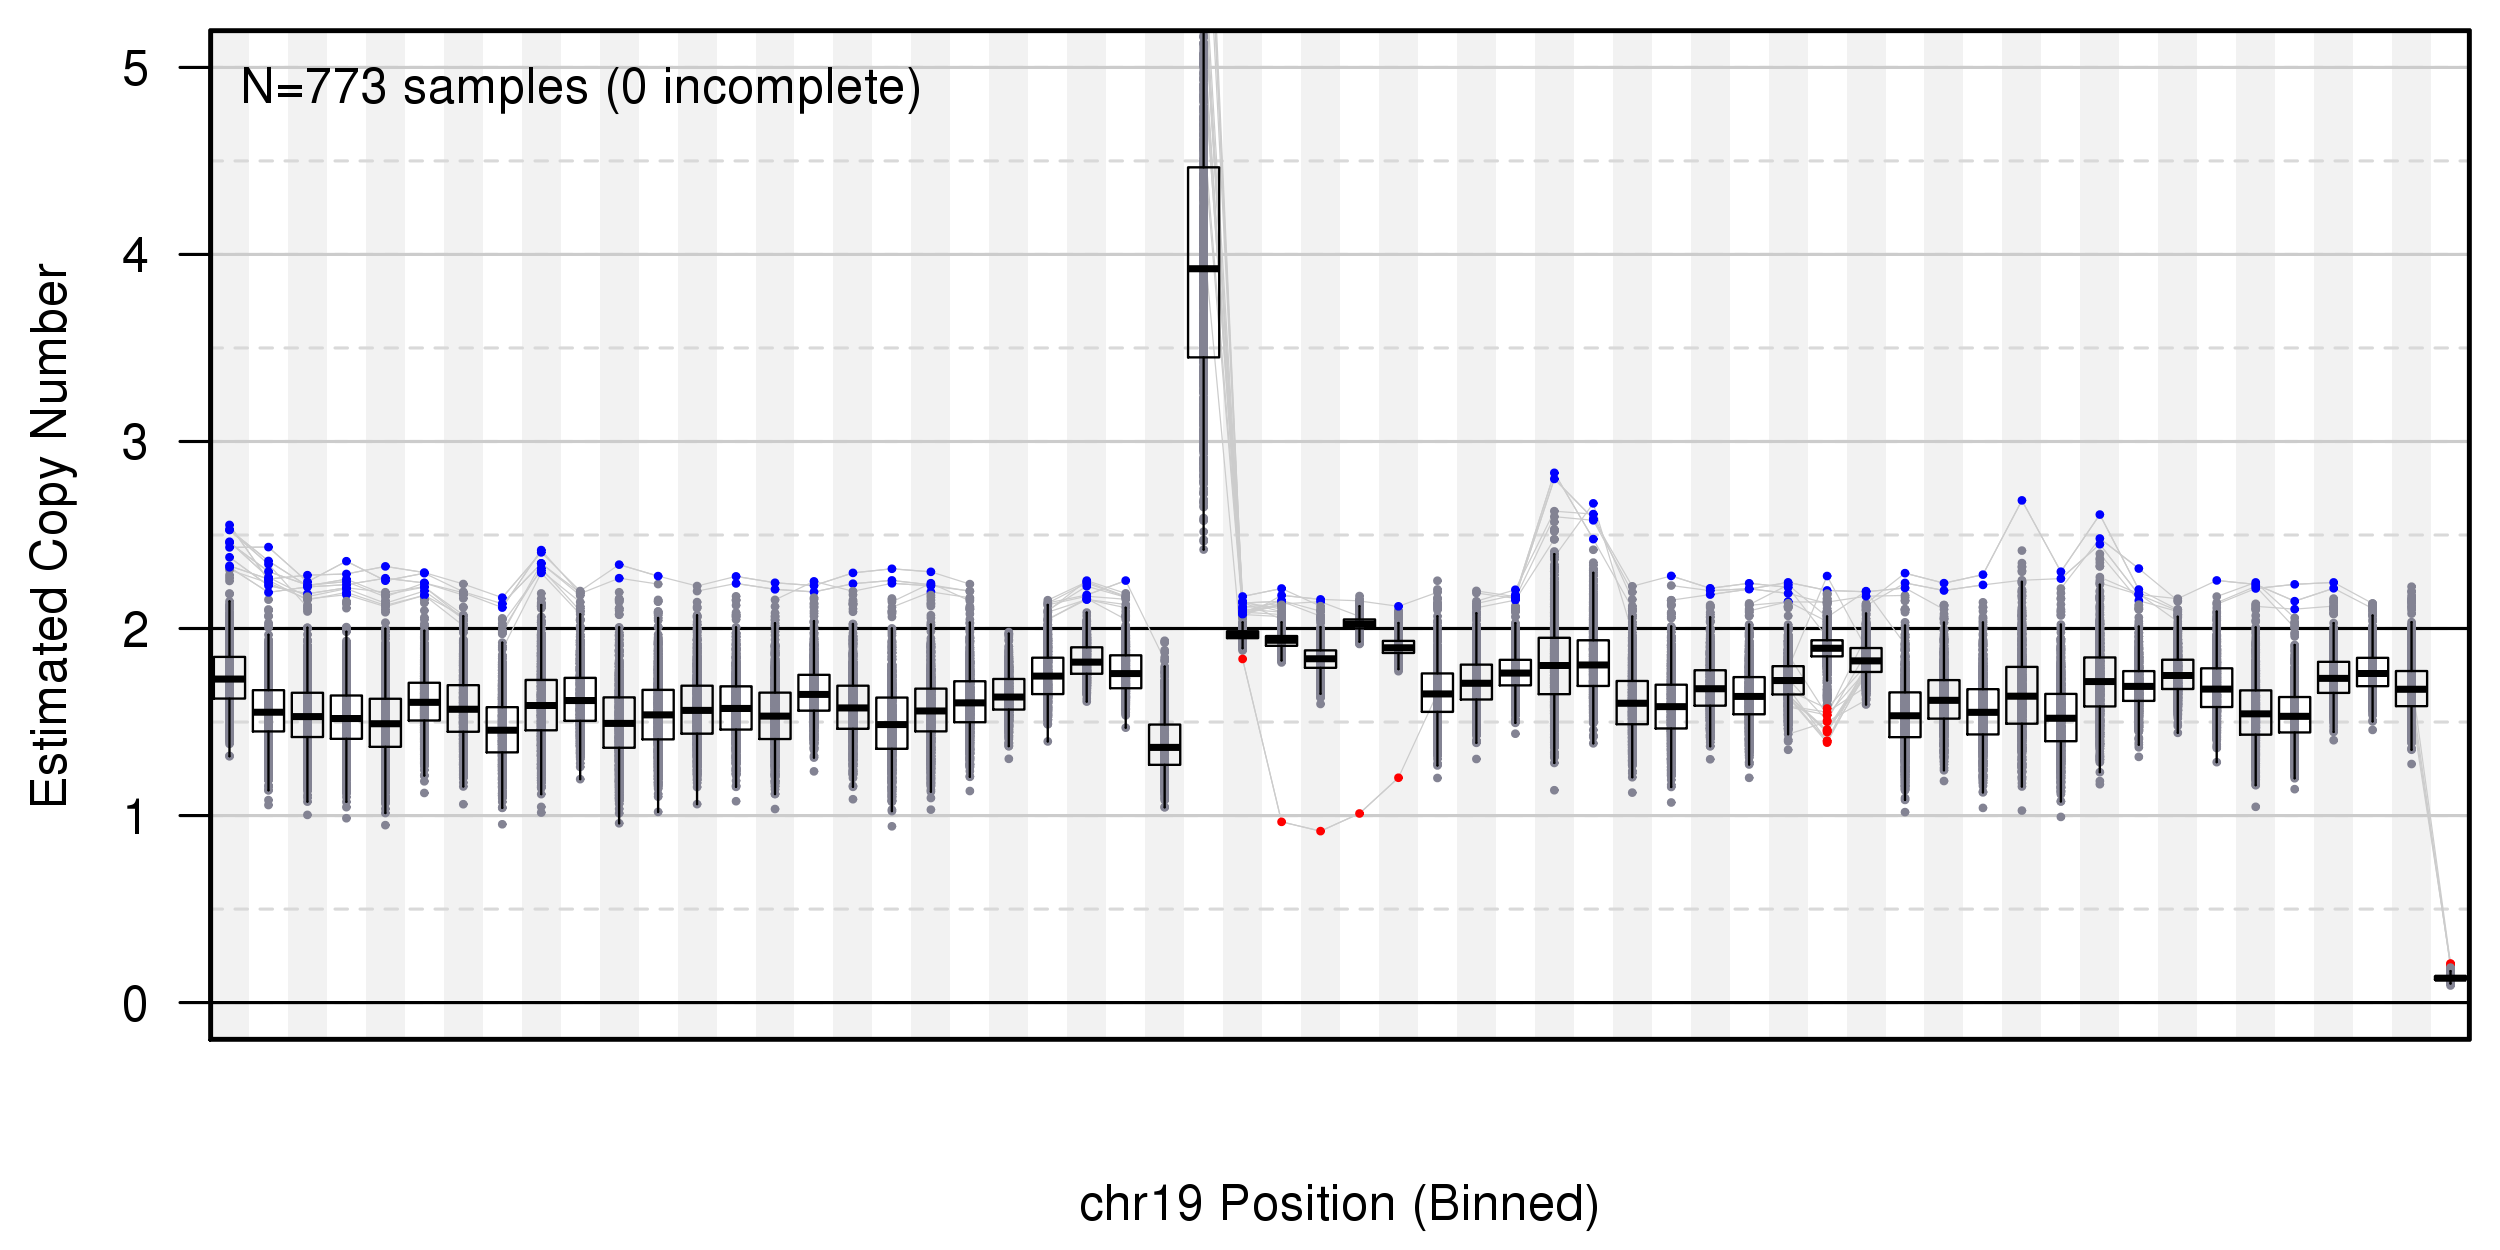 N=773 samples (0 incomplete)
5
4
3
2
1
0
Estimated Copy Number
chr19 Position (Binned)